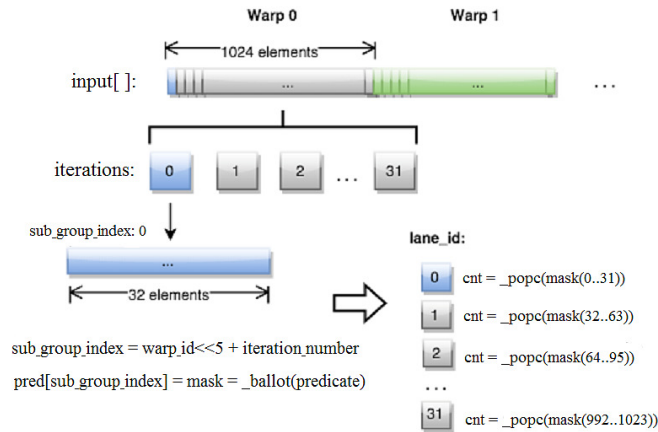 Warp 0 Warp 1
1024 elements
input[ ]: ... ... ...
iterations: 0 1 2 ... 31
sub_group_index: 0
...
32 elements
sub_group_index = warp_id<<5 + iteration_number
pred[sub_group_index] = mask = _ballot(predicate)
lane_id:
0 cnt = _popc(mask(0..31))
1 cnt = _popc(mask(32..63))
2 cnt = _popc(mask(64..95))
...
31 cnt = _popc(mask(992..1023))